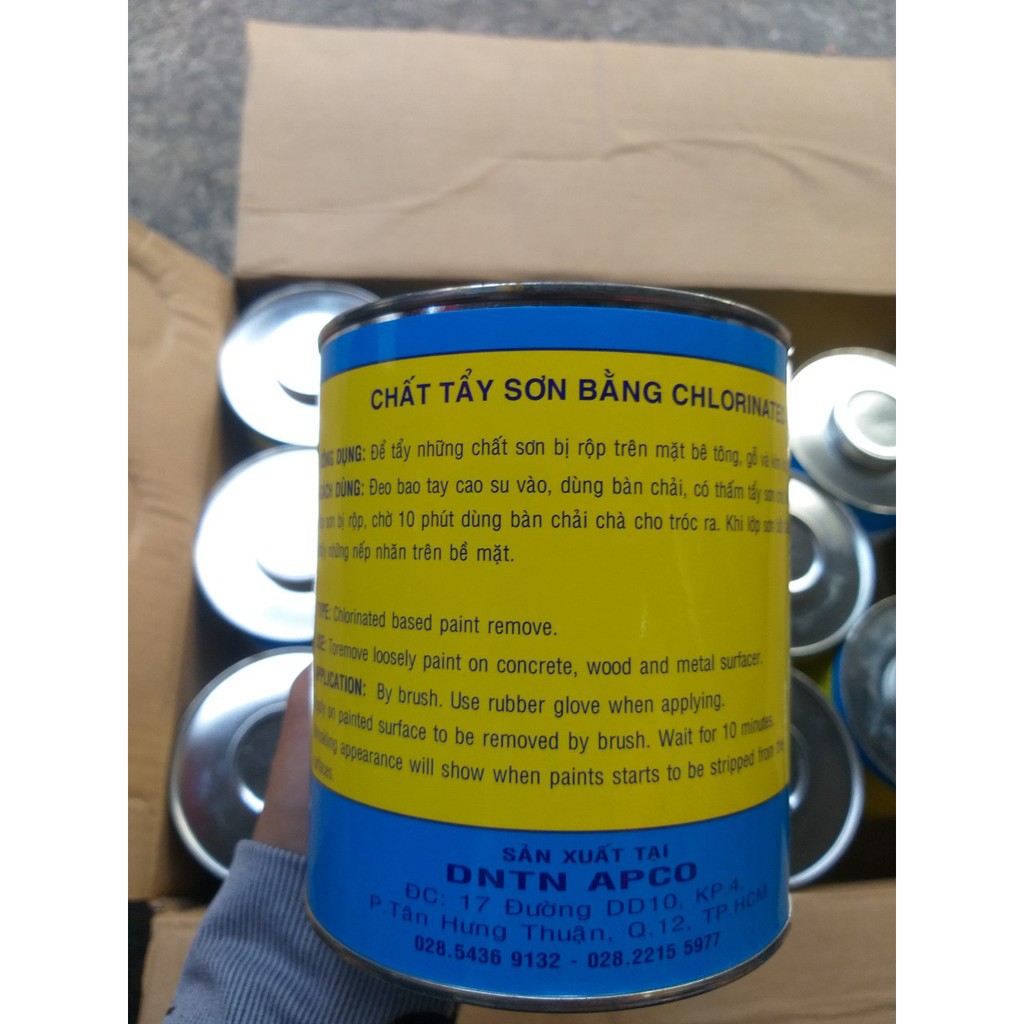 CHẤT TẨY SƠN BẰNG CHLORINATED
DỤNG: Để tẩy những chất sơn bị rộp trên mặt bê tông, gỗ và
DÙNG: Đeo bao tay cao su vào, dùng bàn chải, có thấm tẩy sơn
sơn bị rộp, chờ 10 phút dùng bàn chải chà cho tróc ra. Khi lớp sơn
những nếp nhăn trên bề mặt.
TYPE: Chlorinated based paint remove.
Toremove loosely paint on concrete, wood and metal surfacer.
APPLICATION: By brush. Use rubber glove when applying.
on painted surface to be removed by brush. Wait for 10 minutes.
appearance will show when paints starts to be stripped from the
SẢN XUẤT TẠI
DNTN APCO
ĐC: 17 Đường DD10, KP.4,
P.Tân Hưng Thuận, Q.12, TP.HCM
028.5436 9132 - 028.2215 5977